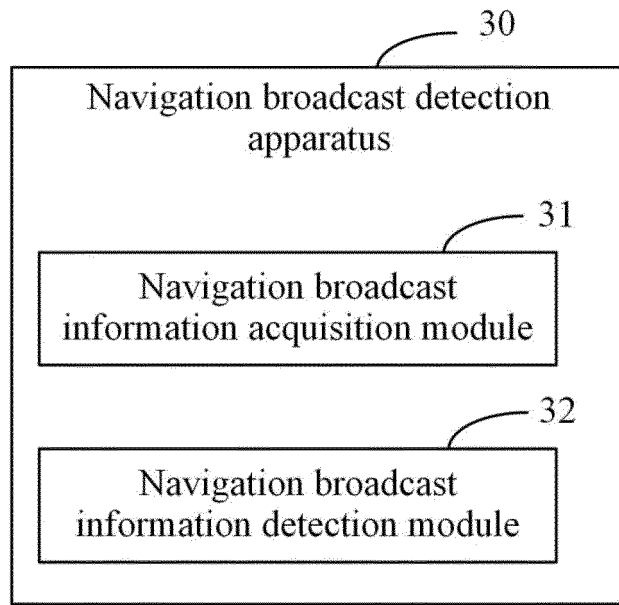 30
Navigation broadcast detection
apparatus
31
Navigation broadcast
information acquisition module
32
Navigation broadcast
information detection module